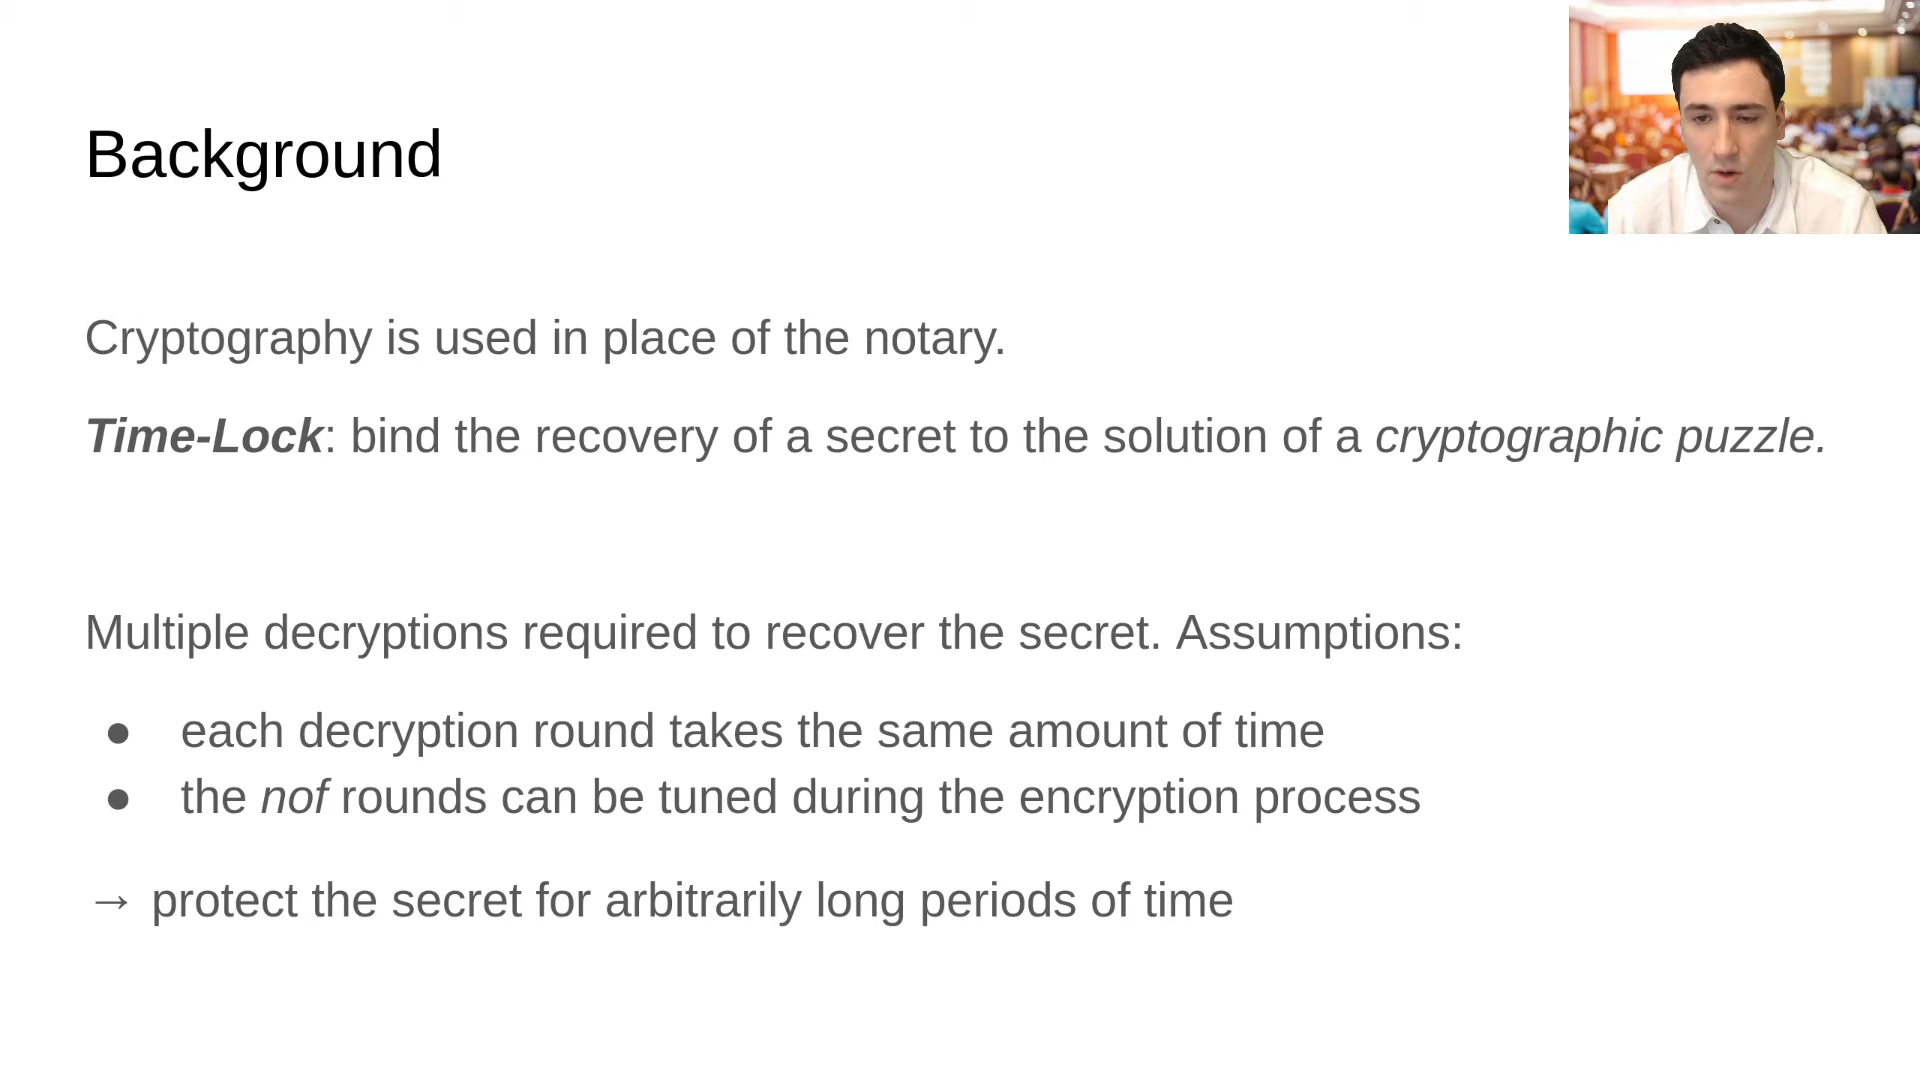 Background
Cryptography is used in place of the notary.
Time-Lock: bind the recovery of a secret to the solution of a cryptographic puzzle.
Multiple decryptions required to recover the secret. Assumptions:
● each decryption round takes the same amount of time
● the nof rounds can be tuned during the encryption process
→ protect the secret for arbitrarily long periods of time